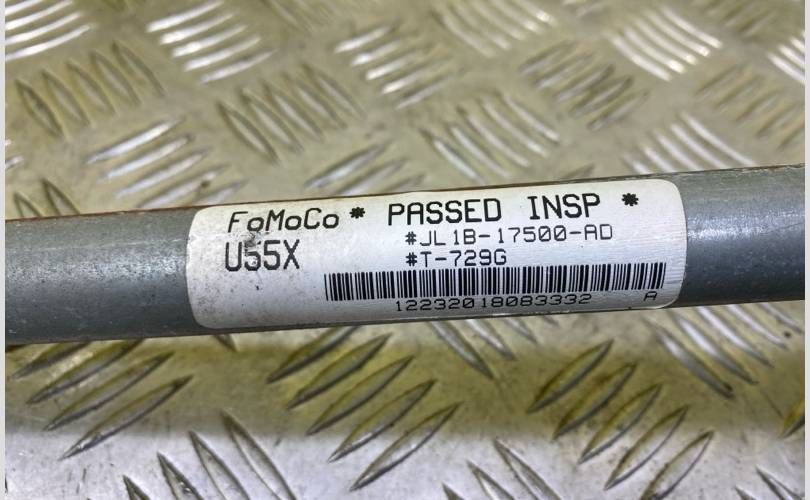 FoMoCo * PASSED INSP *
U55X #JL1B-17500-AD
#T-729G
12232018083332 A